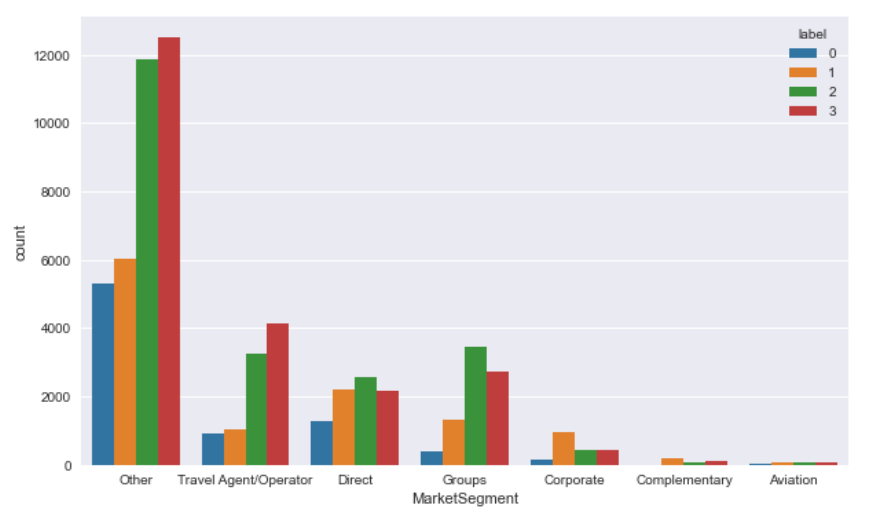 label
0
1
2
3
12000
10000
8000
6000
4000
2000
0
count
Other Travel Agent/Operator Direct Groups Corporate Complementary Aviation
MarketSegment